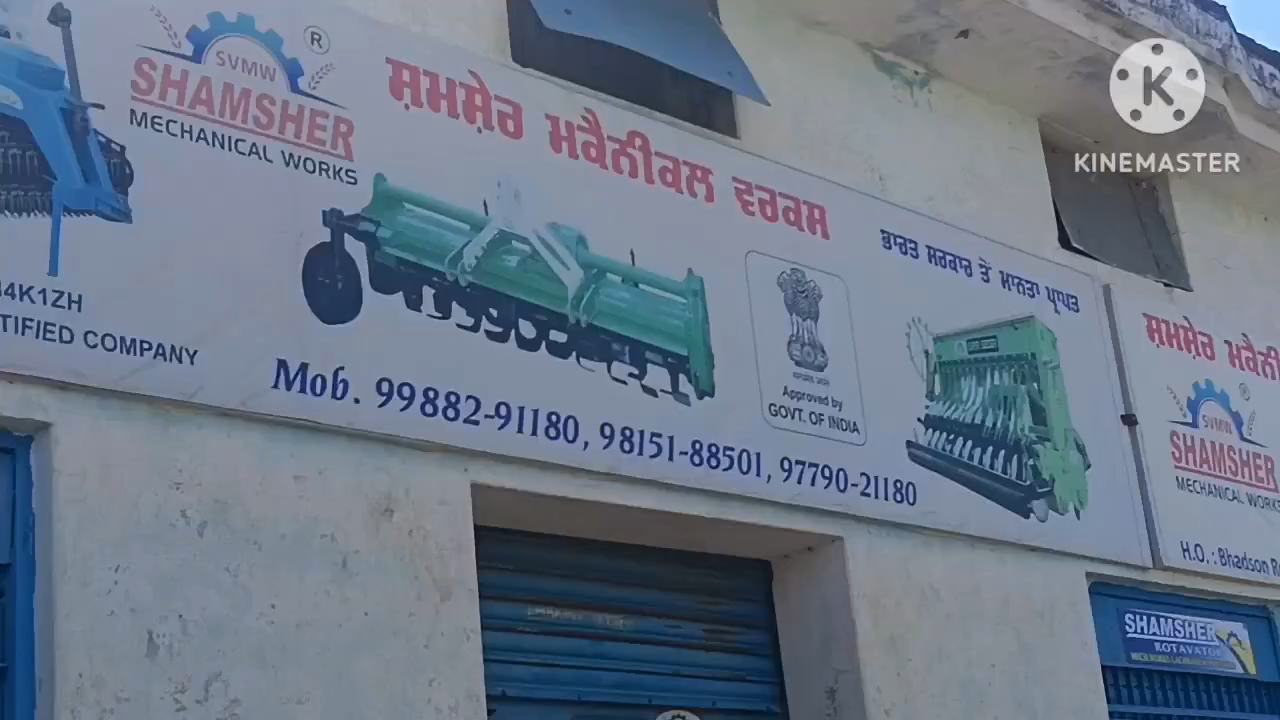 SVMW
®
SHAMSHER
MECHANICAL WORKS
ਸ਼ਮਸ਼ੇਰ ਮਕੈਨੀਕਲ ਵਰਕਸ
ਭਾਰਤ ਸਰਕਾਰ ਤੋਂ ਮਾਨਤਾ ਪ੍ਰਾਪਤ
4K1ZH
TIFIED COMPANY
Approved by
GOVT. OF INDIA
Mob. 99882-91180, 98151-88501, 97790-21180
ਸ਼ਮਸ਼ੇਰ ਮਕੈਨੀ
SVMW
SHAMSHER
MECHANICAL WORKS
H.O. : Bhadson R
SHAMSHER
ROTAVATOR
K
KINEMASTER